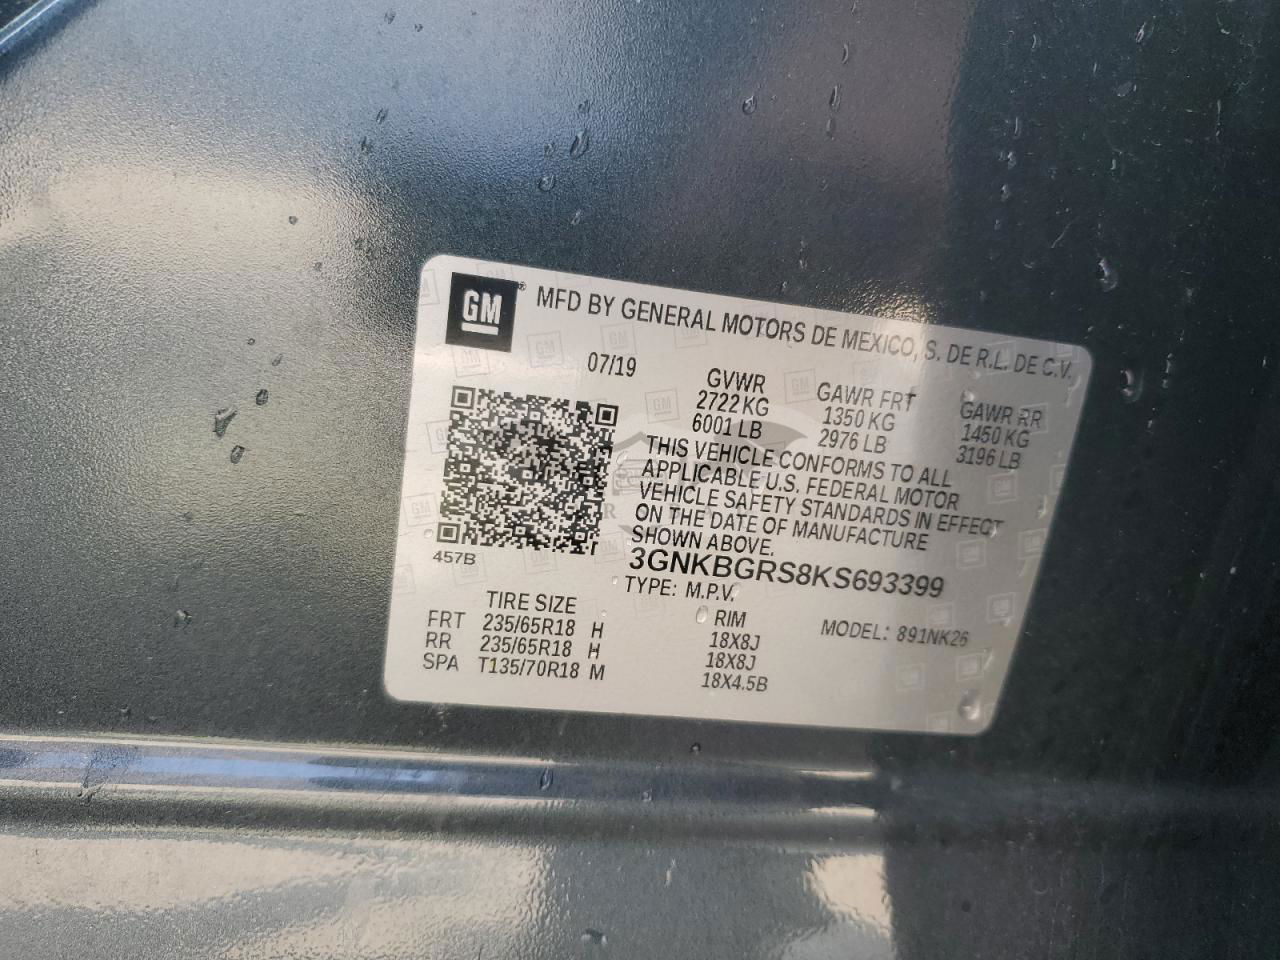 GM
MFD BY GENERAL MOTORS DE MEXICO, S. DE R.L. DE C.V.
07/19
GVWR GAWR FRT GAWR RR
2722 KG 1350 KG 1450 KG
6001 LB 2976 LB 3196 LB
THIS VEHICLE CONFORMS TO ALL
APPLICABLE U.S. FEDERAL MOTOR
VEHICLE SAFETY STANDARDS IN EFFECT
ON THE DATE OF MANUFACTURE
SHOWN ABOVE.
457B
3GNKBGRS8KS693399
TYPE: M.P.V.
TIRE SIZE RIM MODEL: 891NK26
FRT 235/65R18 H 18X8J
RR 235/65R18 H 18X8J
SPA T135/70R18 M 18X4.5B